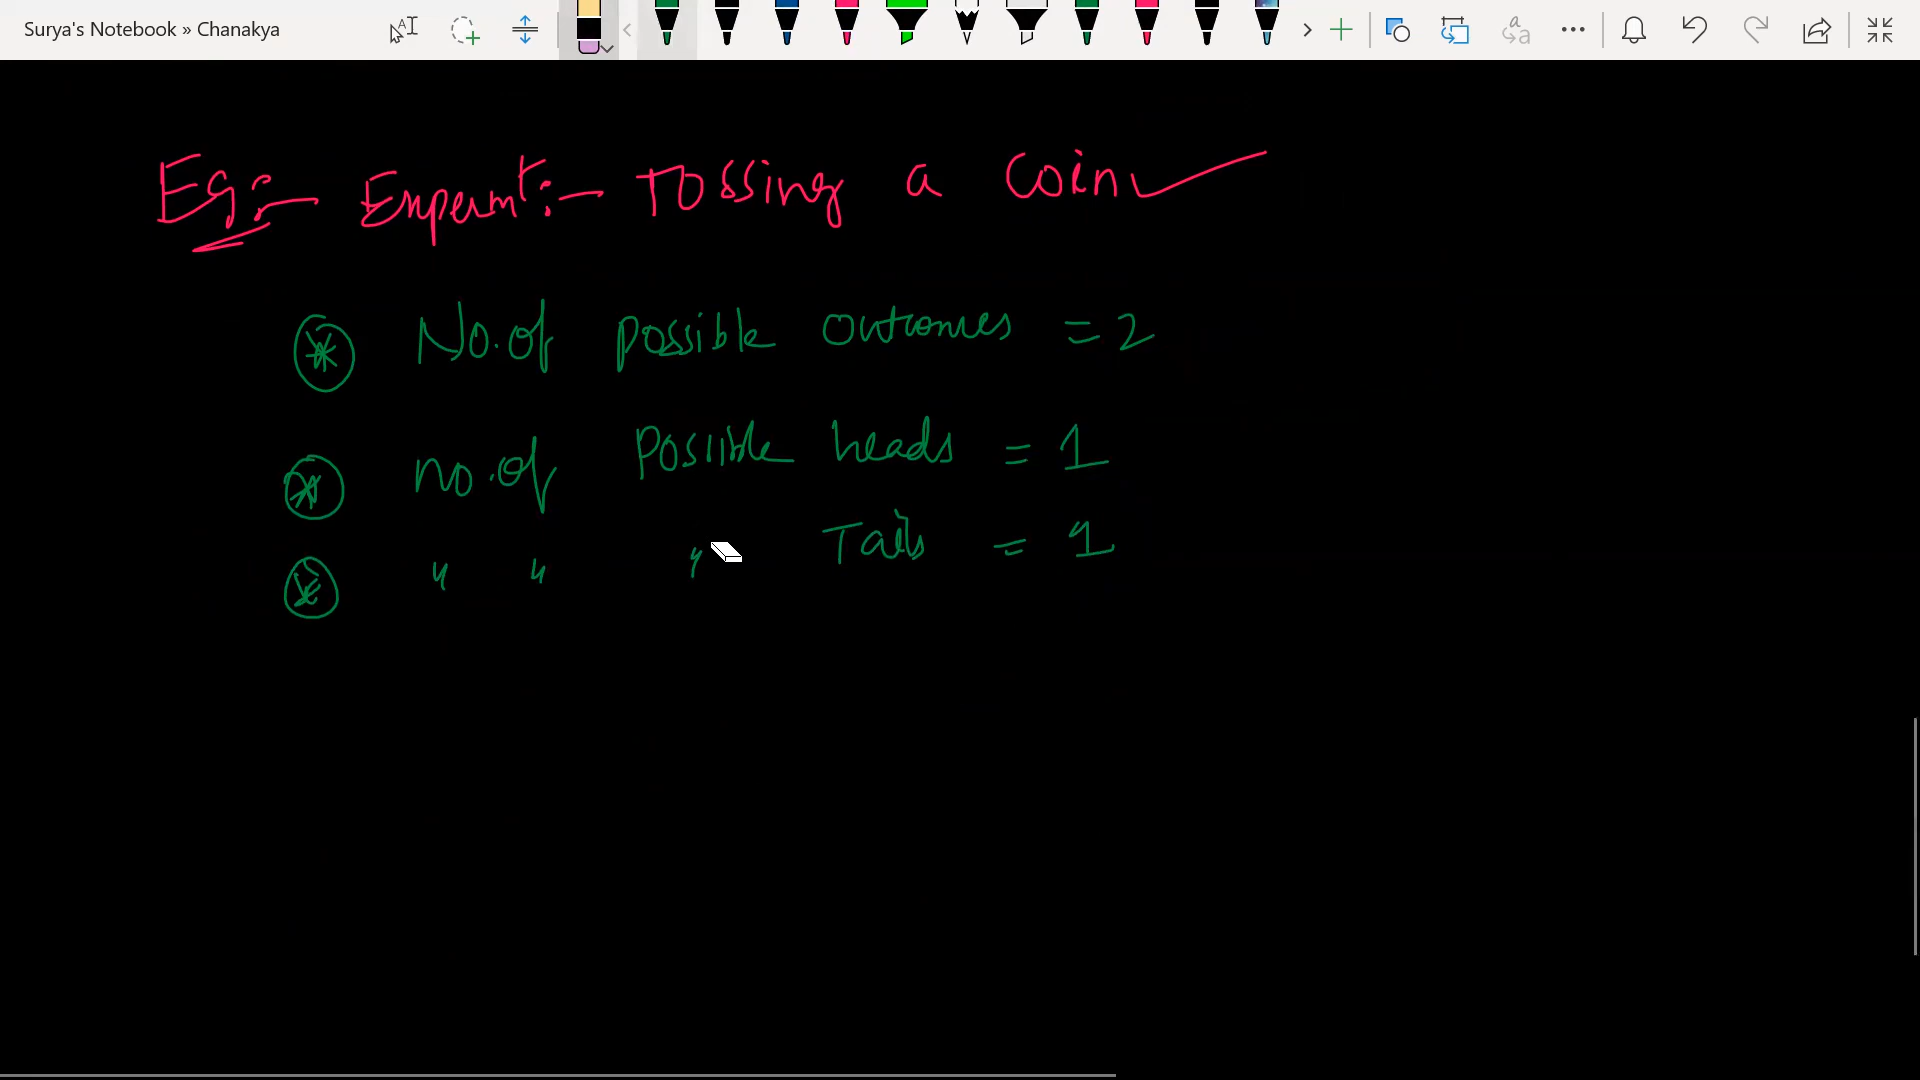 Surya's Notebook » Chanakya
Eg:- Expermt:- Tossing a Coin
No. of possible outcomes = 2
no. of possible heads = 1
" " " Tails = 1